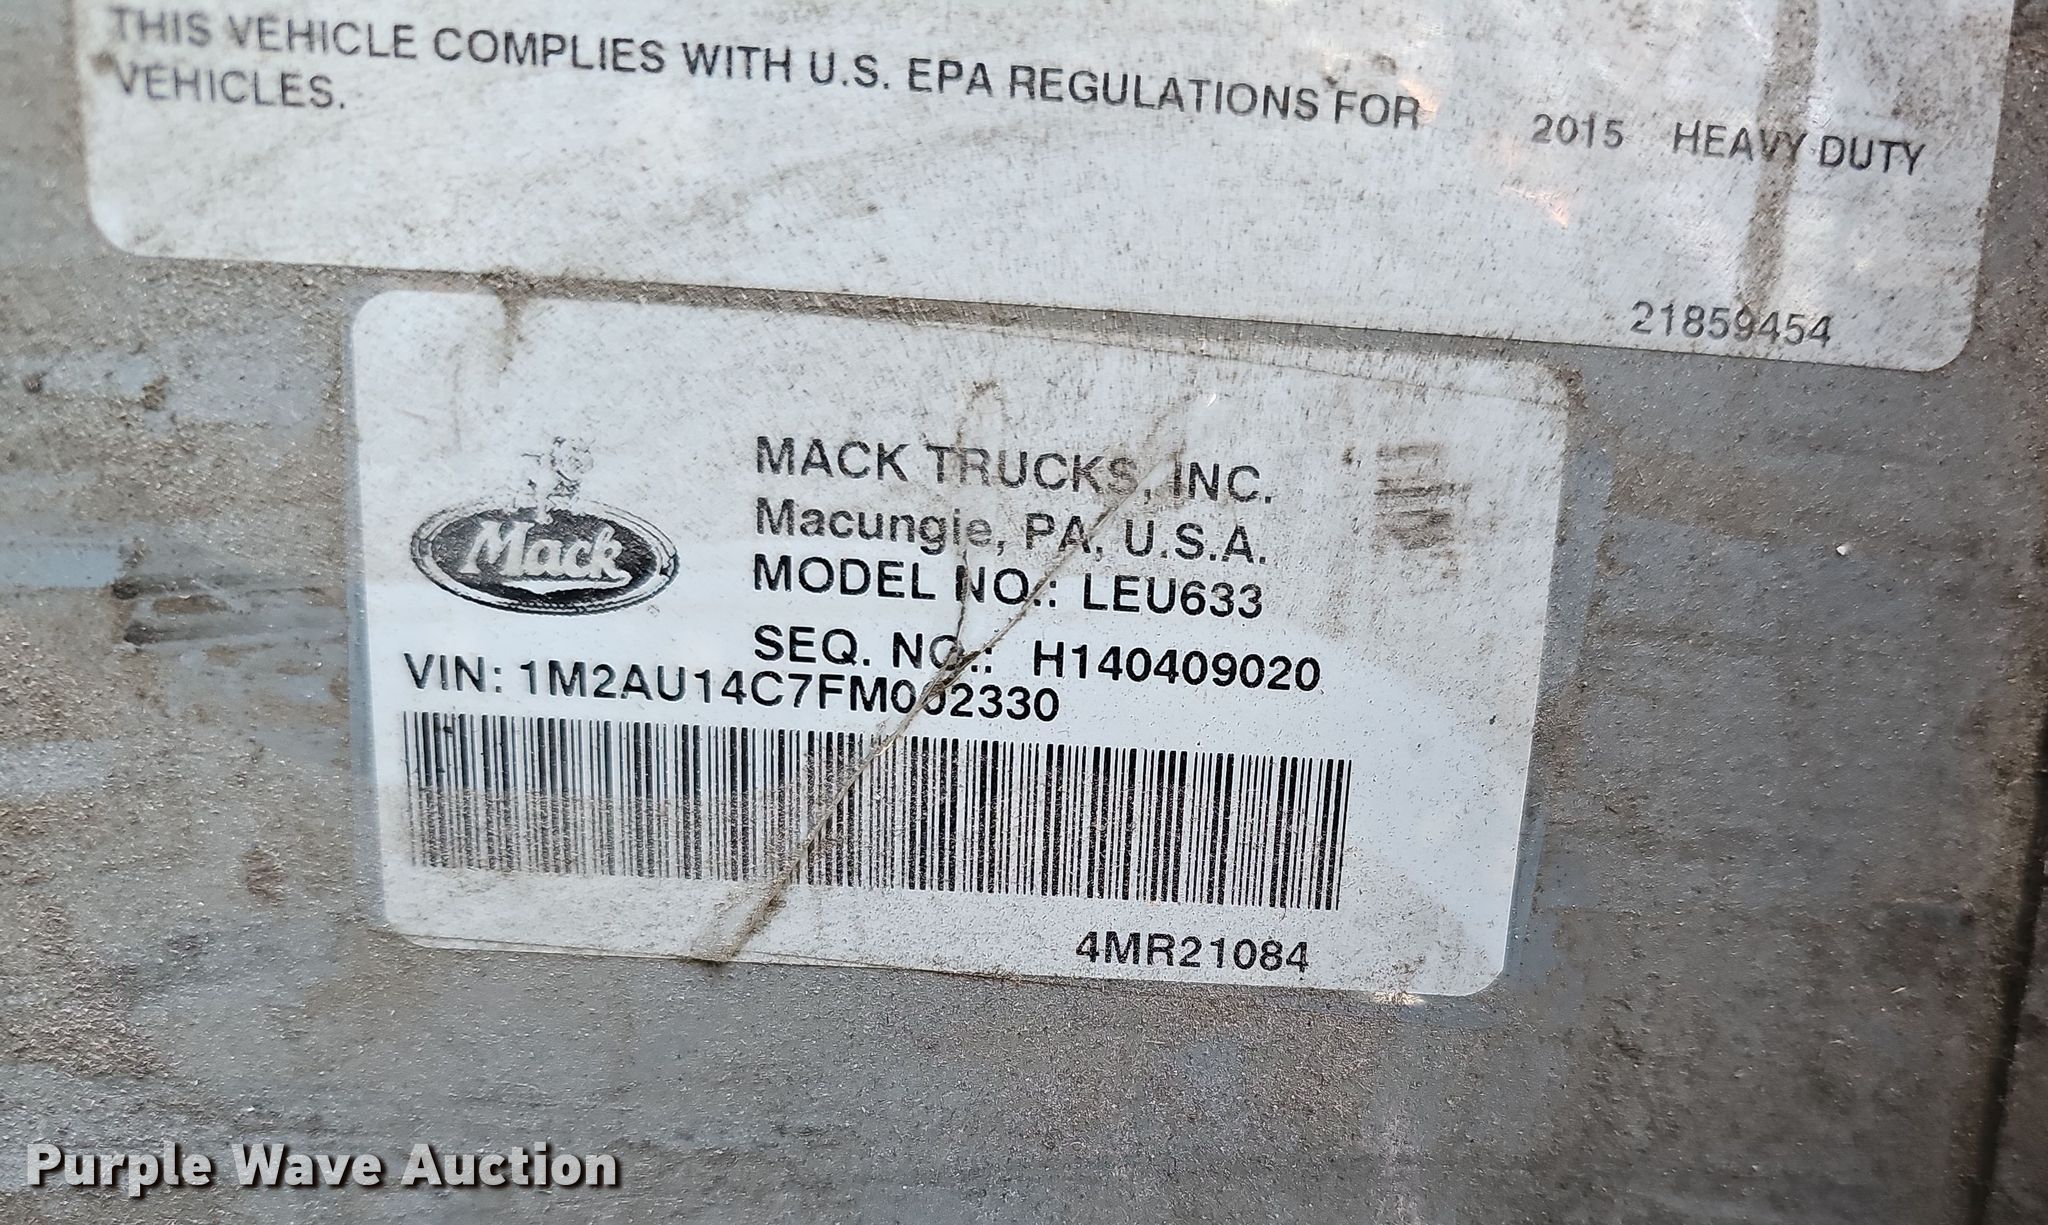 THIS VEHICLE COMPLIES WITH U.S. EPA REGULATIONS FOR 2015 HEAVY DUTY
VEHICLES.
21859454
Mack
MACK TRUCKS, INC.
Macungie, PA, U.S.A.
MODEL NO.: LEU633
SEQ. NO.: H140409020
VIN: 1M2AU14C7FM002330
4MR21084
Purple Wave Auction